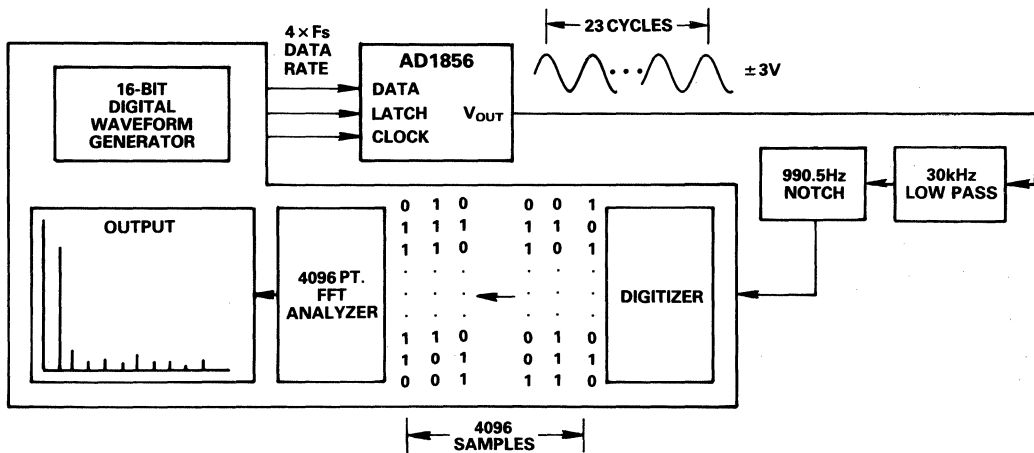 4 × Fs
DATA
RATE
AD1856
DATA
LATCH
CLOCK
VOUT
23 CYCLES
±3V
16-BIT
DIGITAL
WAVEFORM
GENERATOR
990.5Hz
NOTCH
30kHz
LOW PASS
OUTPUT
4096 PT.
FFT
ANALYZER
0 1 0 0 0 1
1 1 1 1 1 0
1 1 0 1 0 1
1 1 0 0 1 0
1 0 1 0 1 1
0 0 1 1 1 0
DIGITIZER
4096
SAMPLES